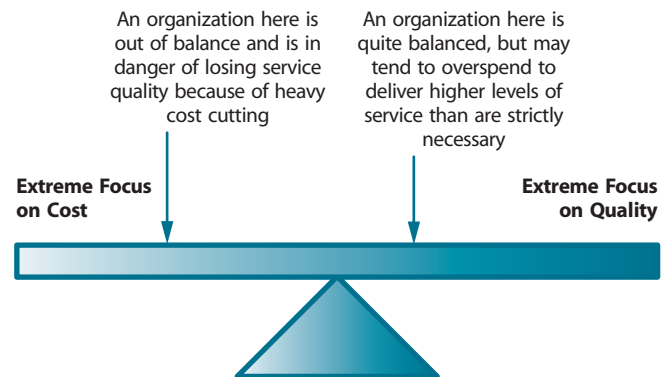 An organization here is
out of balance and is in
danger of losing service
quality because of heavy
cost cutting
An organization here is
quite balanced, but may
tend to overspend to
deliver higher levels of
service than are strictly
necessary
Extreme Focus
on Cost
Extreme Focus
on Quality